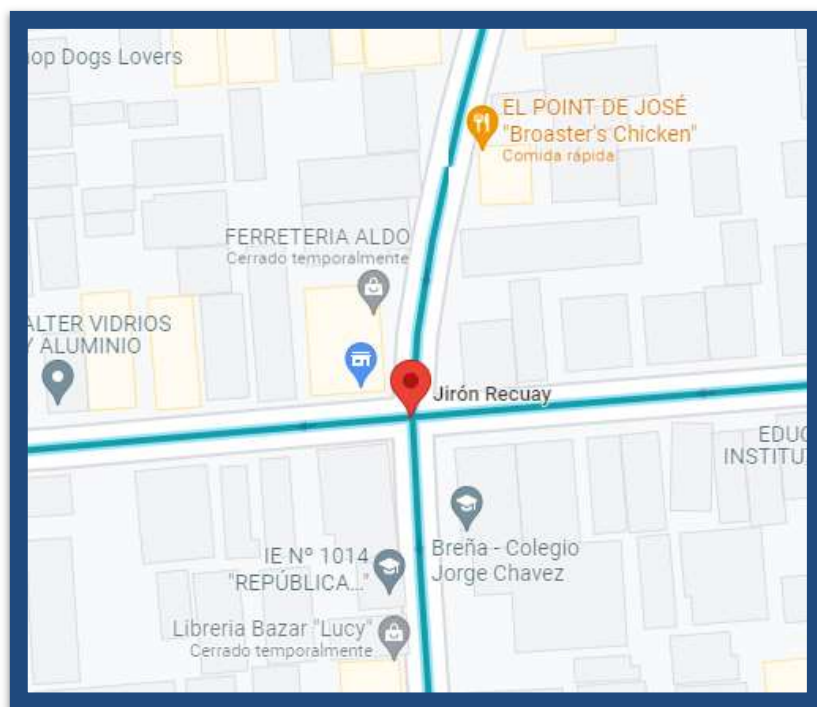 op Dogs Lovers
EL POINT DE JOSÉ
"Broaster's Chicken"
Comida rápida
FERRETERIA ALDO
Cerrado temporalmente
ALTER VIDRIOS
Y ALUMINIO
Jirón Recuay
EDUC
INSTITU
Breña - Colegio
Jorge Chavez
IE Nº 1014
"REPÚBLICA..."
Libreria Bazar "Lucy"
Cerrado temporalmente